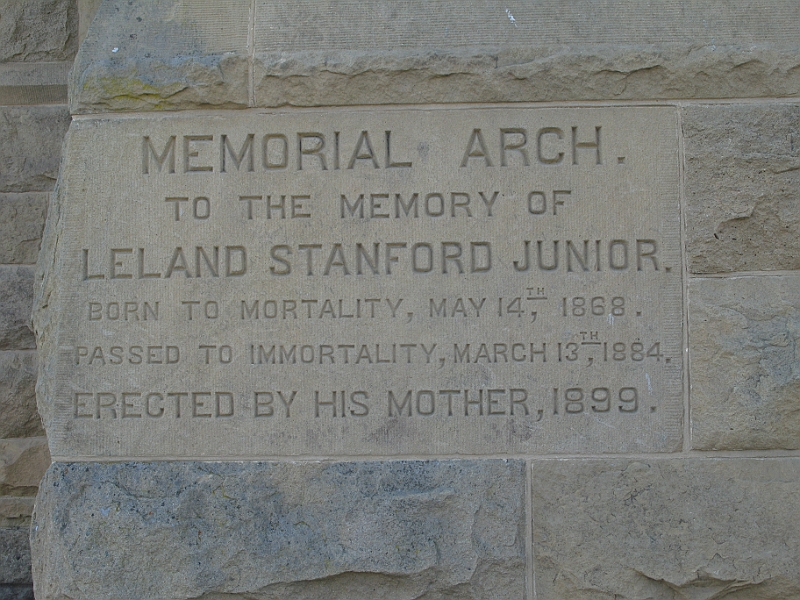 MEMORIAL ARCH.
TO THE MEMORY OF
LELAND STANFORD JUNIOR.
BORN TO MORTALITY, MAY 14TH, 1868.
PASSED TO IMMORTALITY, MARCH 13TH, 1884.
ERECTED BY HIS MOTHER, 1899.